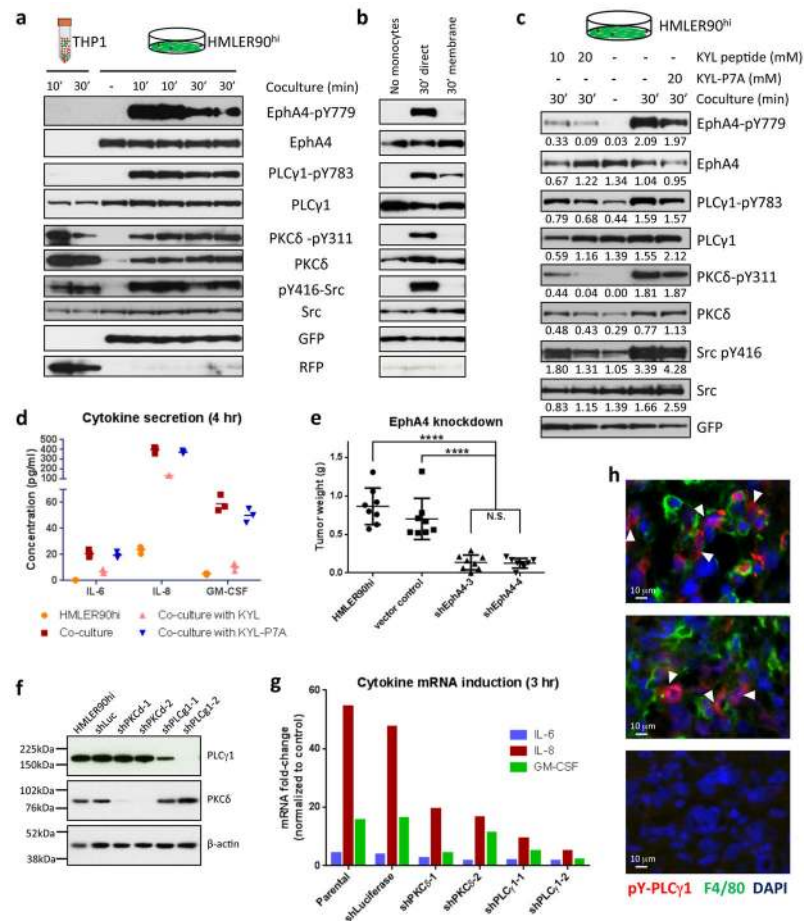 a
THP1
HMLER90hi
10' 30' - 10' 10' 30' 30' Coculture (min)
EphA4-pY779
EphA4
PLCγ1-pY783
PLCγ1
PKCδ -pY311
PKCδ
pY416-Src
Src
GFP
RFP
b
No monocytes
30' direct
30' membrane
c
HMLER90hi
10 20 - - - KYL peptide (mM)
- - - - 20 KYL-P7A (mM)
30' 30' - 30' 30' Coculture (min)
EphA4-pY779
0.33 0.09 0.03 2.09 1.97
EphA4
0.67 1.22 1.34 1.04 0.95
PLCγ1-pY783
0.79 0.68 0.44 1.59 1.57
PLCγ1
0.59 1.16 1.39 1.55 2.12
PKCδ-pY311
0.44 0.04 0.00 1.81 1.87
PKCδ
0.48 0.43 0.29 0.77 1.13
Src pY416
1.80 1.31 1.05 3.39 4.28
Src
0.83 1.15 1.39 1.66 2.59
GFP
d
Cytokine secretion (4 hr)
Concentration (pg/ml)
500
400
300
200
100
60
40
20
0
IL-6 IL-8 GM-CSF
HMLER90hi
Co-culture with KYL
Co-culture
Co-culture with KYL-P7A
e
EphA4 knockdown
****
****
N.S.
Tumor weight (g)
2.0
1.5
1.0
0.5
0.0
HMLER90hi
vector control
shEphA4-3
shEphA4-4
f
HMLER90hi
shLuc
shPKCd-1
shPKCd-2
shPLCg1-1
shPLCg1-2
225kDa
150kDa
PLCγ1
102kDa
76kDa
PKCδ
52kDa
38kDa
β-actin
g
Cytokine mRNA induction (3 hr)
mRNA fold-change
(normalized to control)
60
40
20
0
IL-6
IL-8
GM-CSF
Parental
shLuciferase
shPKCδ-1
shPKCδ-2
shPLCγ1-1
shPLCγ1-2
h
10 µm
10 µm
10 µm
pY-PLCγ1 F4/80 DAPI